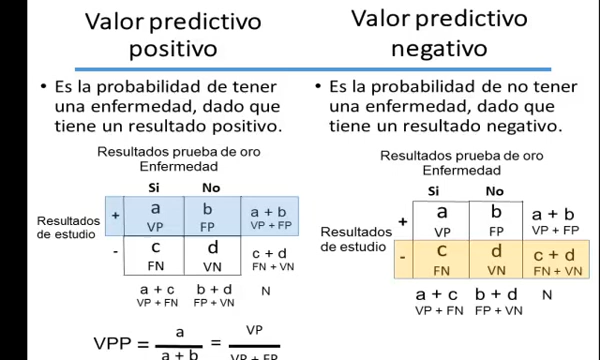 Valor predictivo
positivo
• Es la probabilidad de tener
una enfermedad, dado que
tiene un resultado positivo.
Resultados prueba de oro
Enfermedad
Si No
Resultados
de estudio
+ a b a + b
VP FP VP + FP
- c d c + d
FN VN FN + VN
a + c b + d N
VP + FN FP + VN
VPP = a = VP
a + b VP + FP
Valor predictivo
negativo
• Es la probabilidad de no tener
una enfermedad, dado que
tiene un resultado negativo.
Resultados prueba de oro
Enfermedad
Si No
Resultados
de estudio
+ a b a + b
VP FP VP + FP
- c d c + d
FN VN FN + VN
a + c b + d N
VP + FN FP + VN